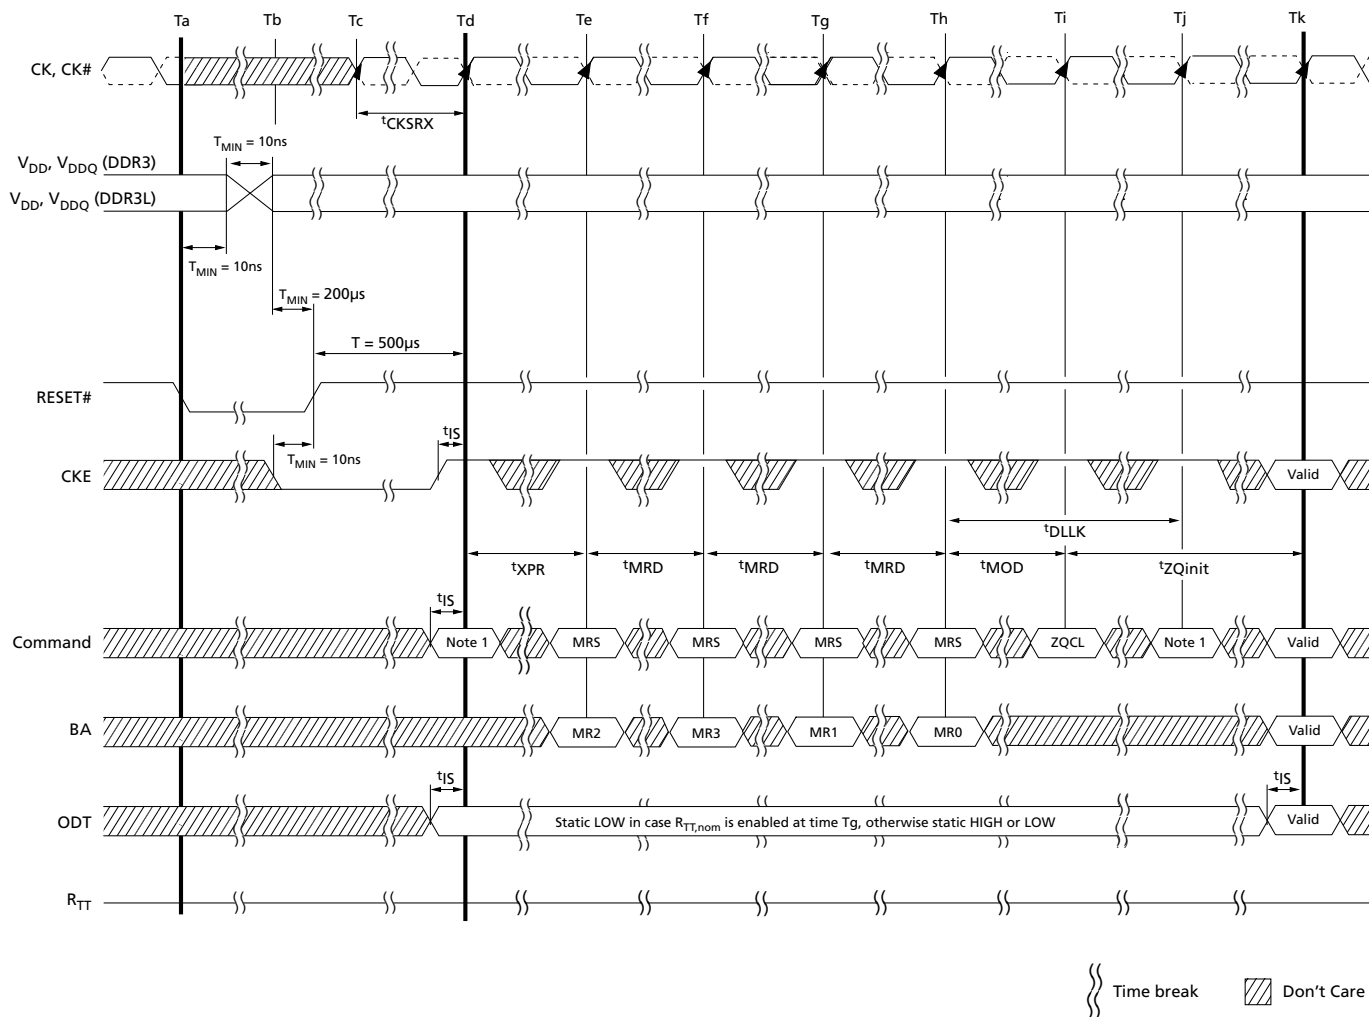 Ta Tb Tc Td Te Tf Tg Th Ti Tj Tk
CK, CK#
tCKSRX
TMIN = 10ns
VDD, VDDQ (DDR3)
VDD, VDDQ (DDR3L)
TMIN = 10ns
TMIN = 200µs
T = 500µs
RESET#
tIS
TMIN = 10ns
CKE Valid
tDLLK
tXPR tMRD tMRD tMRD tMOD tZQinit
tIS
Command Note 1 MRS MRS MRS MRS ZQCL Note 1 Valid
BA MR2 MR3 MR1 MR0 Valid
tIS tIS
ODT Static LOW in case RTT,nom is enabled at time Tg, otherwise static HIGH or LOW Valid
RTT
Time break Don't Care